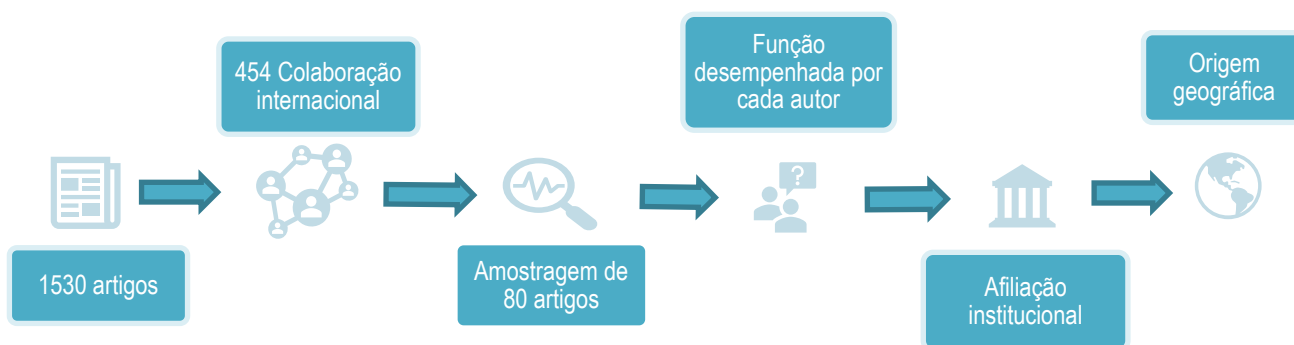 1530 artigos
454 Colaboração
internacional
Amostragem de
80 artigos
Função
desempenhada por
cada autor
?
Afiliação
institucional
Origem
geográfica